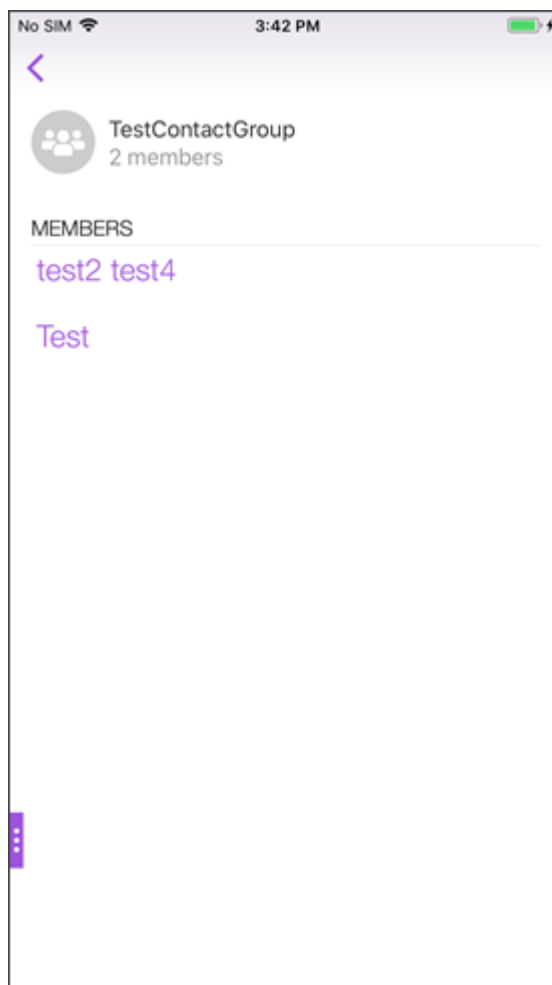 No SIM 3:42 PM
TestContactGroup
2 members
MEMBERS
test2 test4
Test